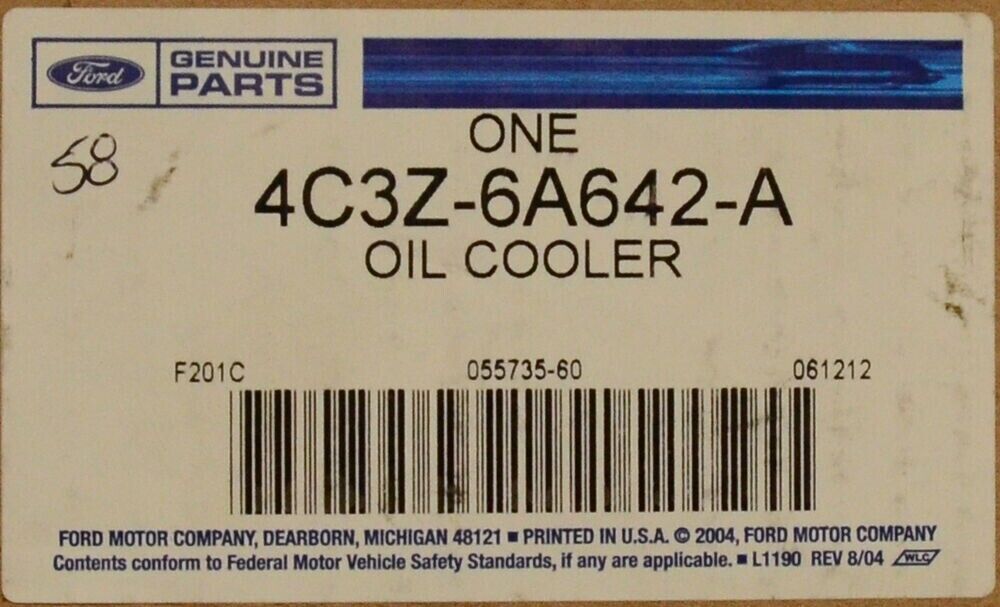 Ford
GENUINE
PARTS
ONE
58
4C3Z-6A642-A
OIL COOLER
F201C 055735-60 061212
FORD MOTOR COMPANY, DEARBORN, MICHIGAN 48121 ■ PRINTED IN U.S.A. © 2004, FORD MOTOR COMPANY
Contents conform to Federal Motor Vehicle Safety Standards, if any are applicable. ■ L1190 REV 8/04 WLC